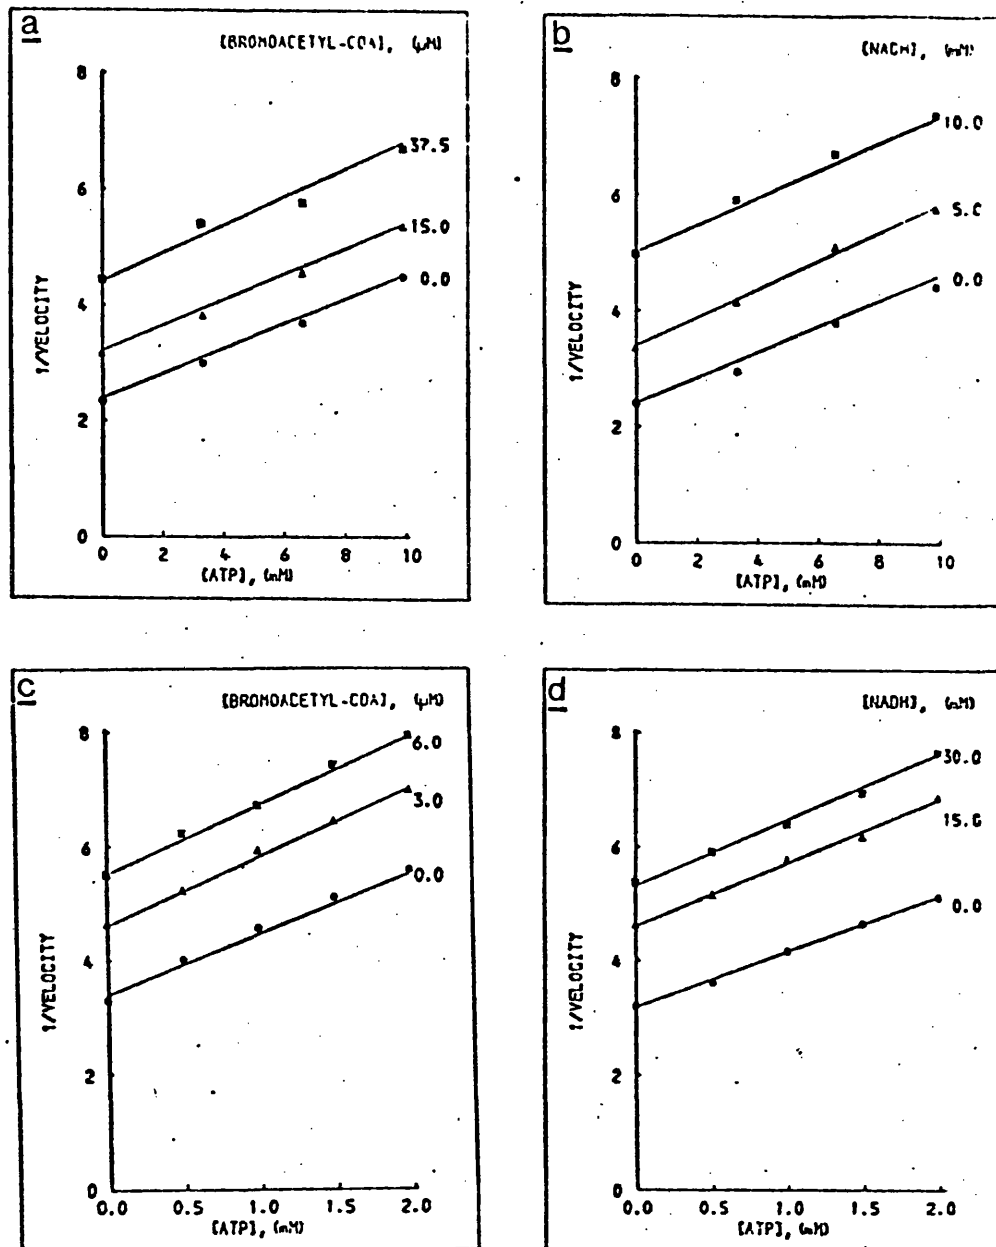 a
[BROMOACETYL-COA], (μM)
8
6
4
2
0
37.5
15.0
0.0
1/VELOCITY
0 2 4 6 8 10
[ATP], (mM)
b
[NADH], (mM)
8
6
4
2
0
10.0
5.0
0.0
1/VELOCITY
0 2 4 6 8 10
[ATP], (mM)
c
[BROMOACETYL-COA], (μM)
8
6
4
2
0
6.0
3.0
0.0
1/VELOCITY
0.0 0.5 1.0 1.5 2.0
[ATP], (mM)
d
[NADH], (mM)
8
6
4
2
0
30.0
15.0
0.0
1/VELOCITY
0.0 0.5 1.0 1.5 2.0
[ATP], (mM)